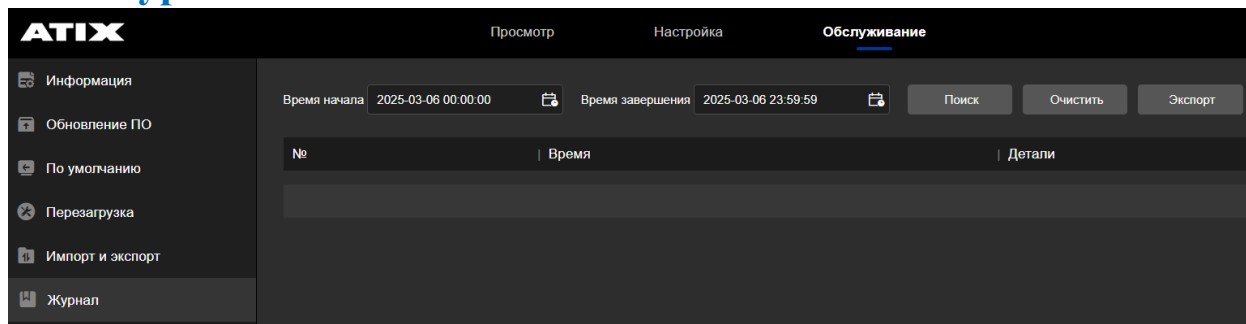 ATIX
Просмотр
Настройка
Обслуживание
Информация
Обновление ПО
По умолчанию
Перезагрузка
Импорт и экспорт
Журнал
Время начала 2025-03-06 00:00:00 Время завершения 2025-03-06 23:59:59 Поиск Очистить Экспорт
№ | Время | Детали